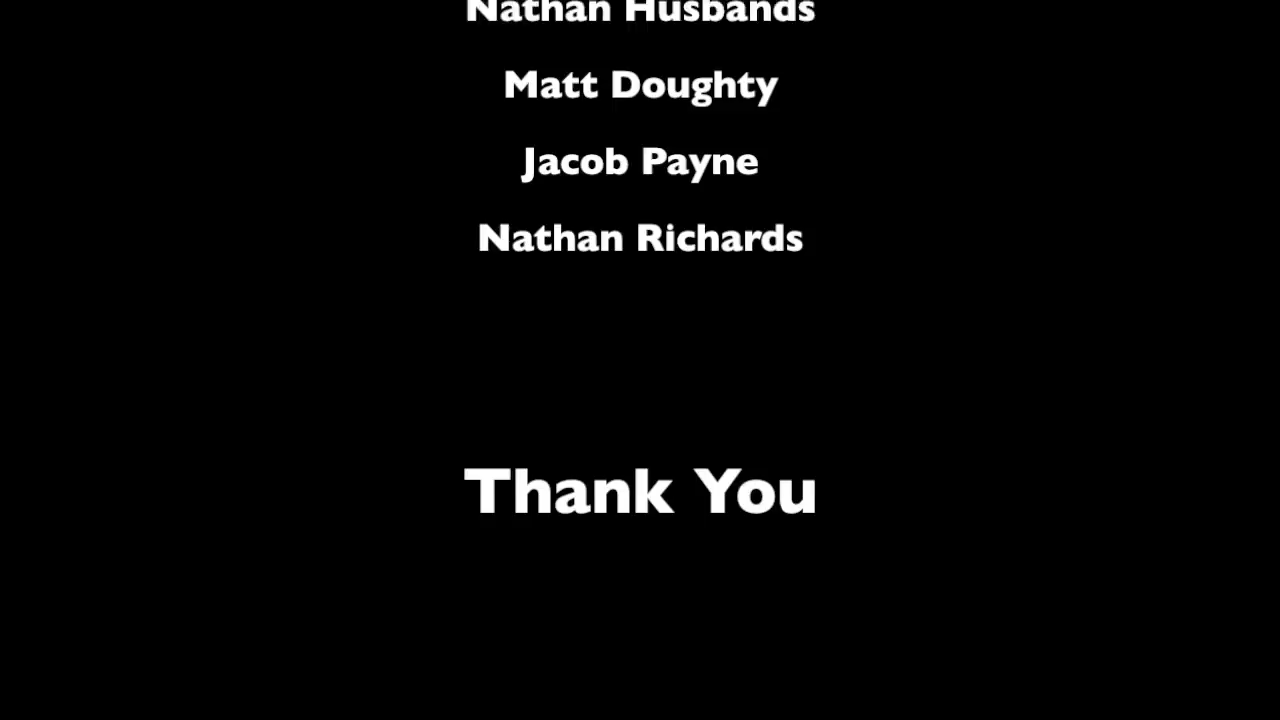 Nathan Husbands
Matt Doughty
Jacob Payne
Nathan Richards
Thank You